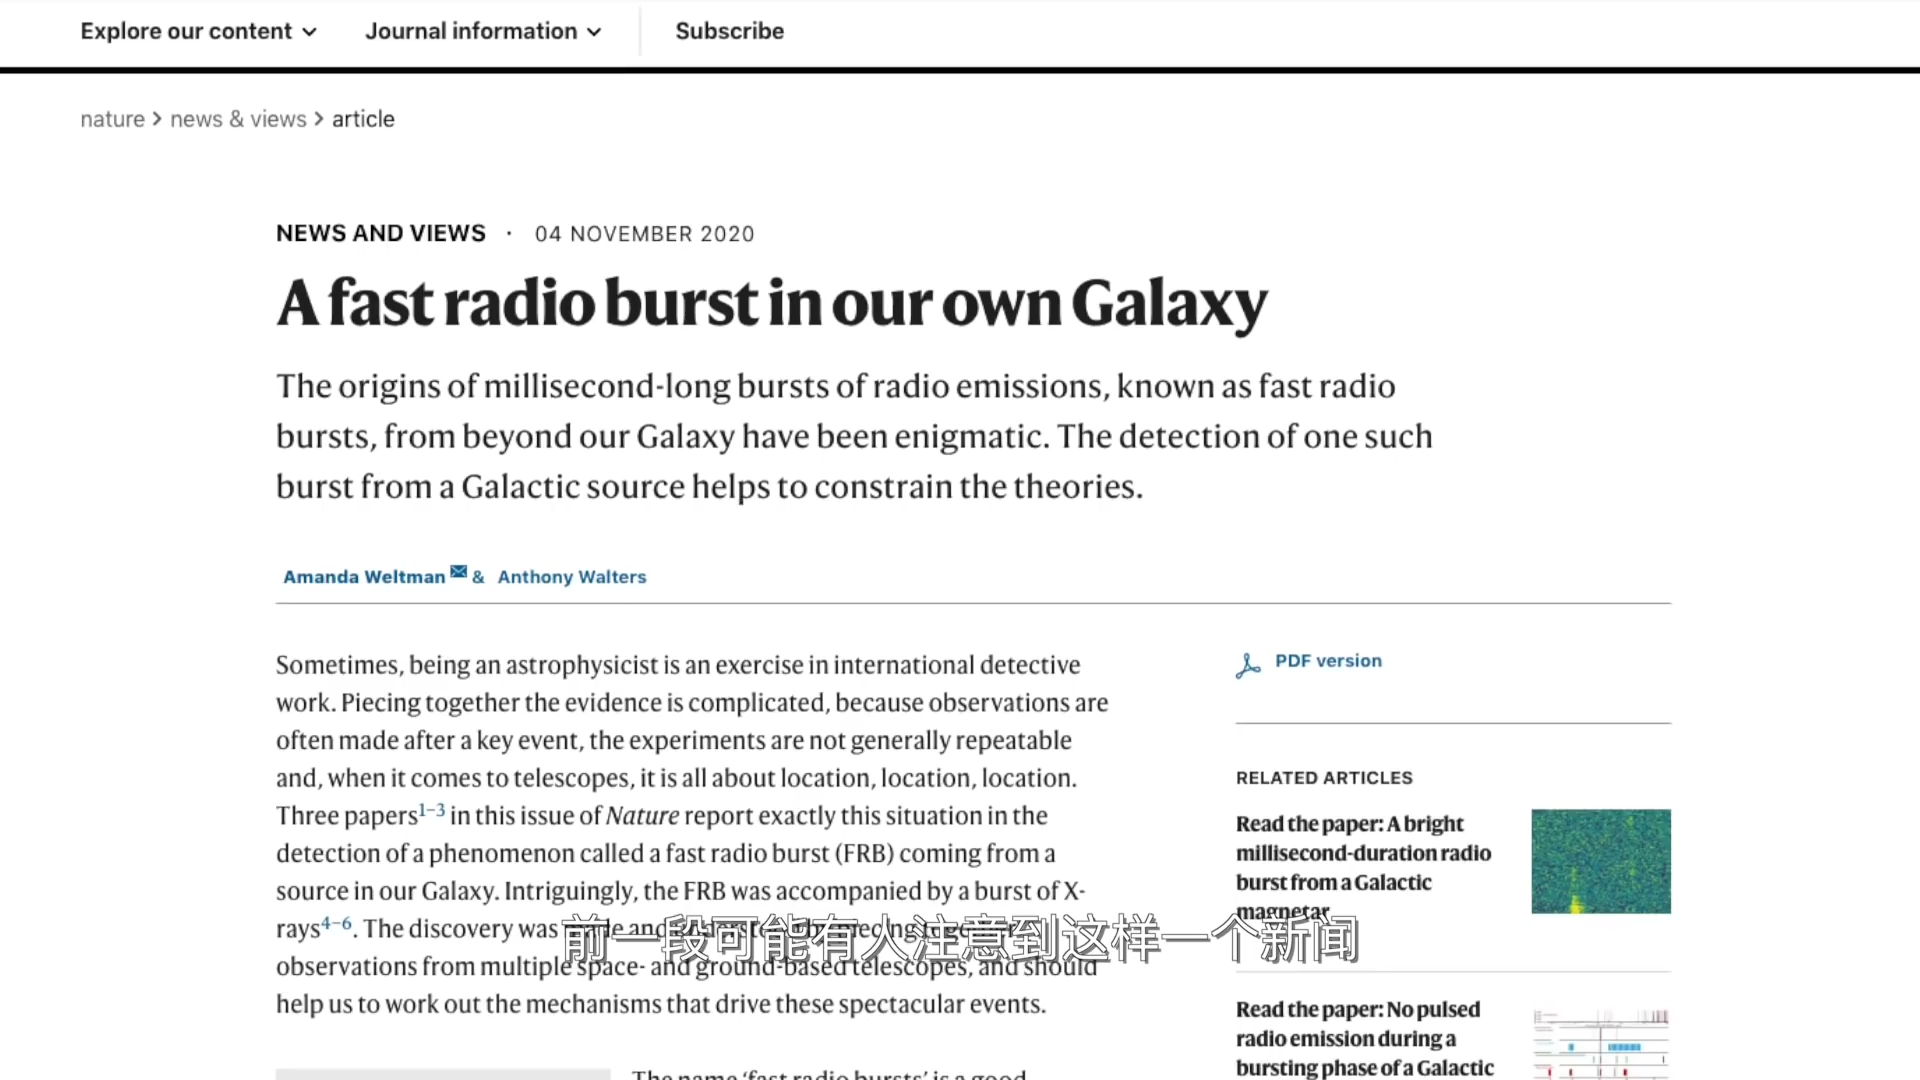 Explore our content
Journal information
Subscribe
nature > news & views > article
NEWS AND VIEWS · 04 NOVEMBER 2020
A fast radio burst in our own Galaxy
The origins of millisecond-long bursts of radio emissions, known as fast radio
bursts, from beyond our Galaxy have been enigmatic. The detection of one such
burst from a Galactic source helps to constrain the theories.
Amanda Weltman & Anthony Walters
Sometimes, being an astrophysicist is an exercise in international detective
work. Piecing together the evidence is complicated, because observations are
often made after a key event, the experiments are not generally repeatable
and, when it comes to telescopes, it is all about location, location, location.
Three papers1–3 in this issue of Nature report exactly this situation in the
detection of a phenomenon called a fast radio burst (FRB) coming from a
source in our Galaxy. Intriguingly, the FRB was accompanied by a burst of X-
rays4–6. The discovery was
observations from multiple space- and ground-based telescopes, and should
help us to work out the mechanisms that drive these spectacular events.
The name ‘fast radio bursts’ is a good
PDF version
RELATED ARTICLES
Read the paper: A bright
millisecond-duration radio
burst from a Galactic
magnetar
Read the paper: No pulsed
radio emission during a
bursting phase of a Galactic
前一段可能有人注意到这样一个新闻